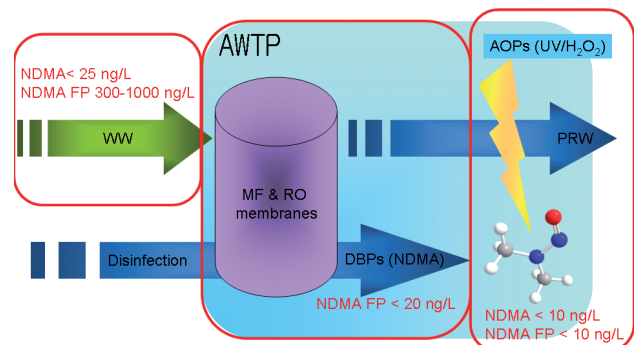 AWTP
AOPs (UV/H₂O₂)
NDMA< 25 ng/L
NDMA FP 300-1000 ng/L
WW
PRW
MF & RO
membranes
Disinfection
DBPs (NDMA)
NDMA FP < 20 ng/L
NDMA < 10 ng/L
NDMA FP < 10 ng/L